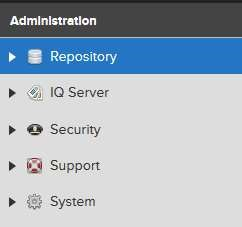 Administration
Repository
IQ Server
Security
Support
System